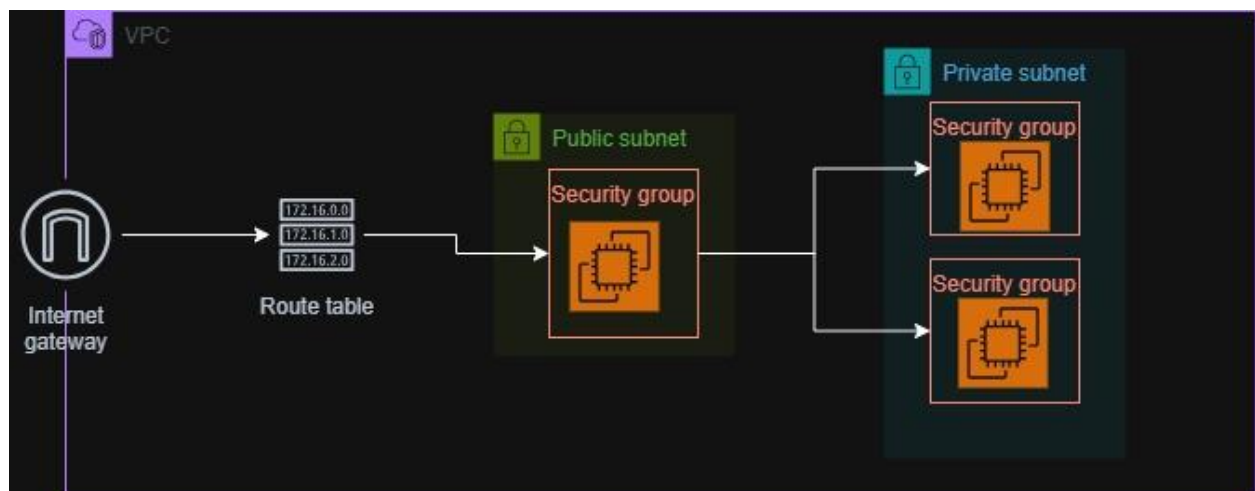 VPC
Private subnet
Security group
Public subnet
Security group
172.16.0.0
172.16.1.0
172.16.2.0
Route table
Internet
gateway
Security group